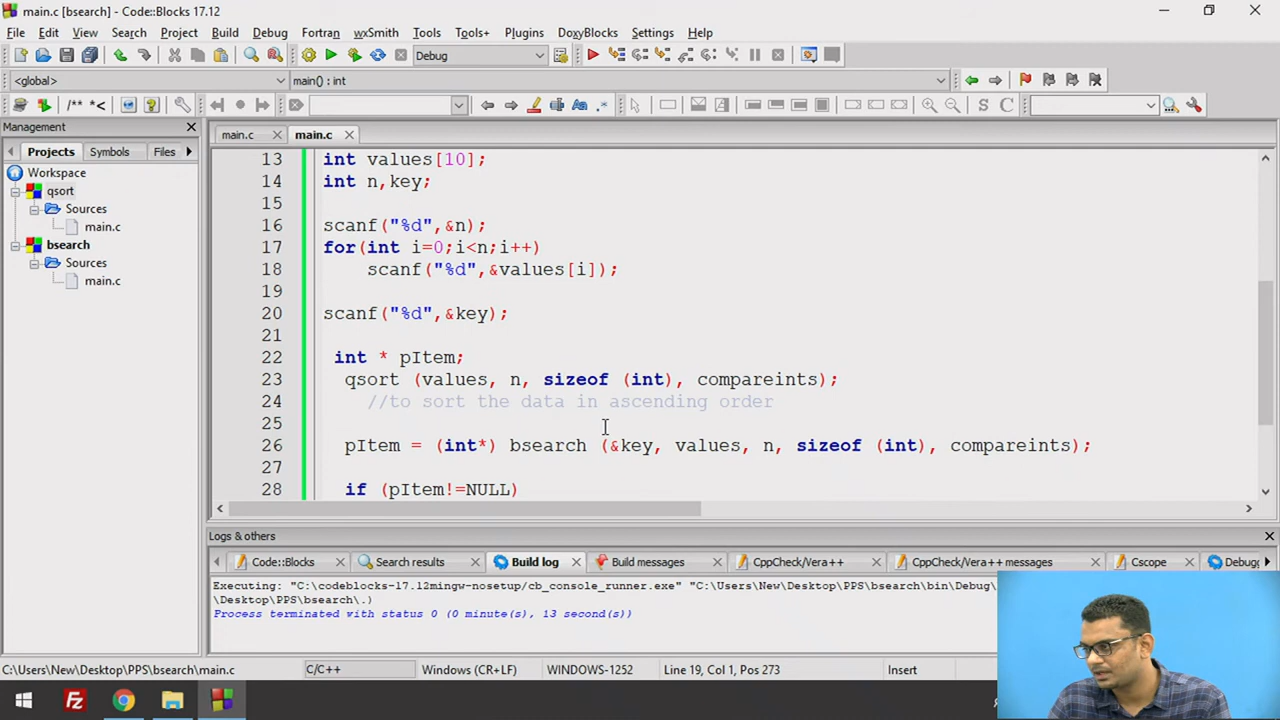 main.c [bsearch] - Code::Blocks 17.12
File Edit View Search Project Build Debug Fortran wxSmith Tools Tools+ Plugins DoxyBlocks Settings Help
Debug
<global> main() : int
/** *<
Management
Projects Symbols Files
main.c main.c
Workspace
qsort
Sources
main.c
bsearch
Sources
main.c
13 int values[10];
14 int n,key;
15
16 scanf("%d",&n);
17 for(int i=0;i<n;i++)
18 scanf("%d",&values[i]);
19
20 scanf("%d",&key);
21
22 int * pItem;
23 qsort (values, n, sizeof (int), compareints);
24 //to sort the data in ascending order
25
26 pItem = (int*) bsearch (&key, values, n, sizeof (int), compareints);
27
28 if (pItem!=NULL)
Logs & others
Code::Blocks Search results Build log Build messages CppCheck/Vera++ CppCheck/Vera++ messages Cscope Debugg
Executing: "C:\codeblocks-17.12mingw-nosetup/cb_console_runner.exe" "C:\Users\New\Desktop\PPS\bsearch\bin\Debug
\Desktop\PPS\bsearch\.)
Process terminated with status 0 (0 minute(s), 13 second(s))
C:\Users\New\Desktop\PPS\bsearch\main.c C/C++ Windows (CR+LF) WINDOWS-1252 Line 19, Col 1, Pos 273 Insert